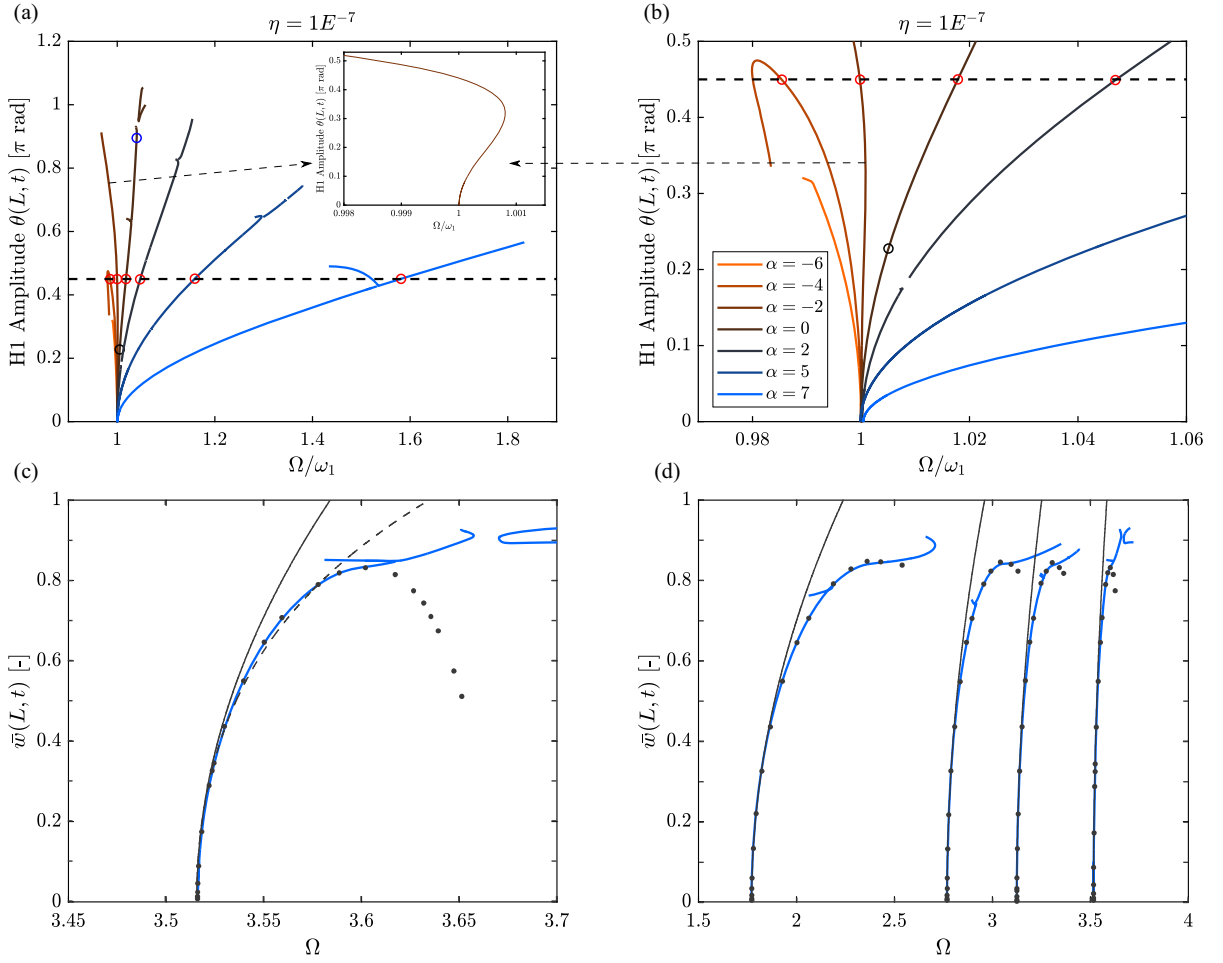 (a)
η = 1E⁻⁷
H1 Amplitude θ(L, t) [π rad]
1.2
1
0.8
0.6
0.4
0.2
0
1
1.2
1.4
1.6
1.8
Ω/ω₁
H1 Amplitude θ(L, t) [π rad]
0.5
0.4
0.3
0.2
0.1
0
0.998
0.999
1
1.001
Ω/ω₁
(b)
η = 1E⁻⁷
H1 Amplitude θ(L, t) [π rad]
0.5
0.4
0.3
0.2
0.1
0
0.98
1
1.02
1.04
1.06
Ω/ω₁
α = −6
α = −4
α = −2
α = 0
α = 2
α = 5
α = 7
(c)
w̄(L, t) [-]
1
0.8
0.6
0.4
0.2
0
3.45
3.5
3.55
3.6
3.65
3.7
Ω
(d)
w̄(L, t) [-]
1
0.8
0.6
0.4
0.2
0
1.5
2
2.5
3
3.5
4
Ω